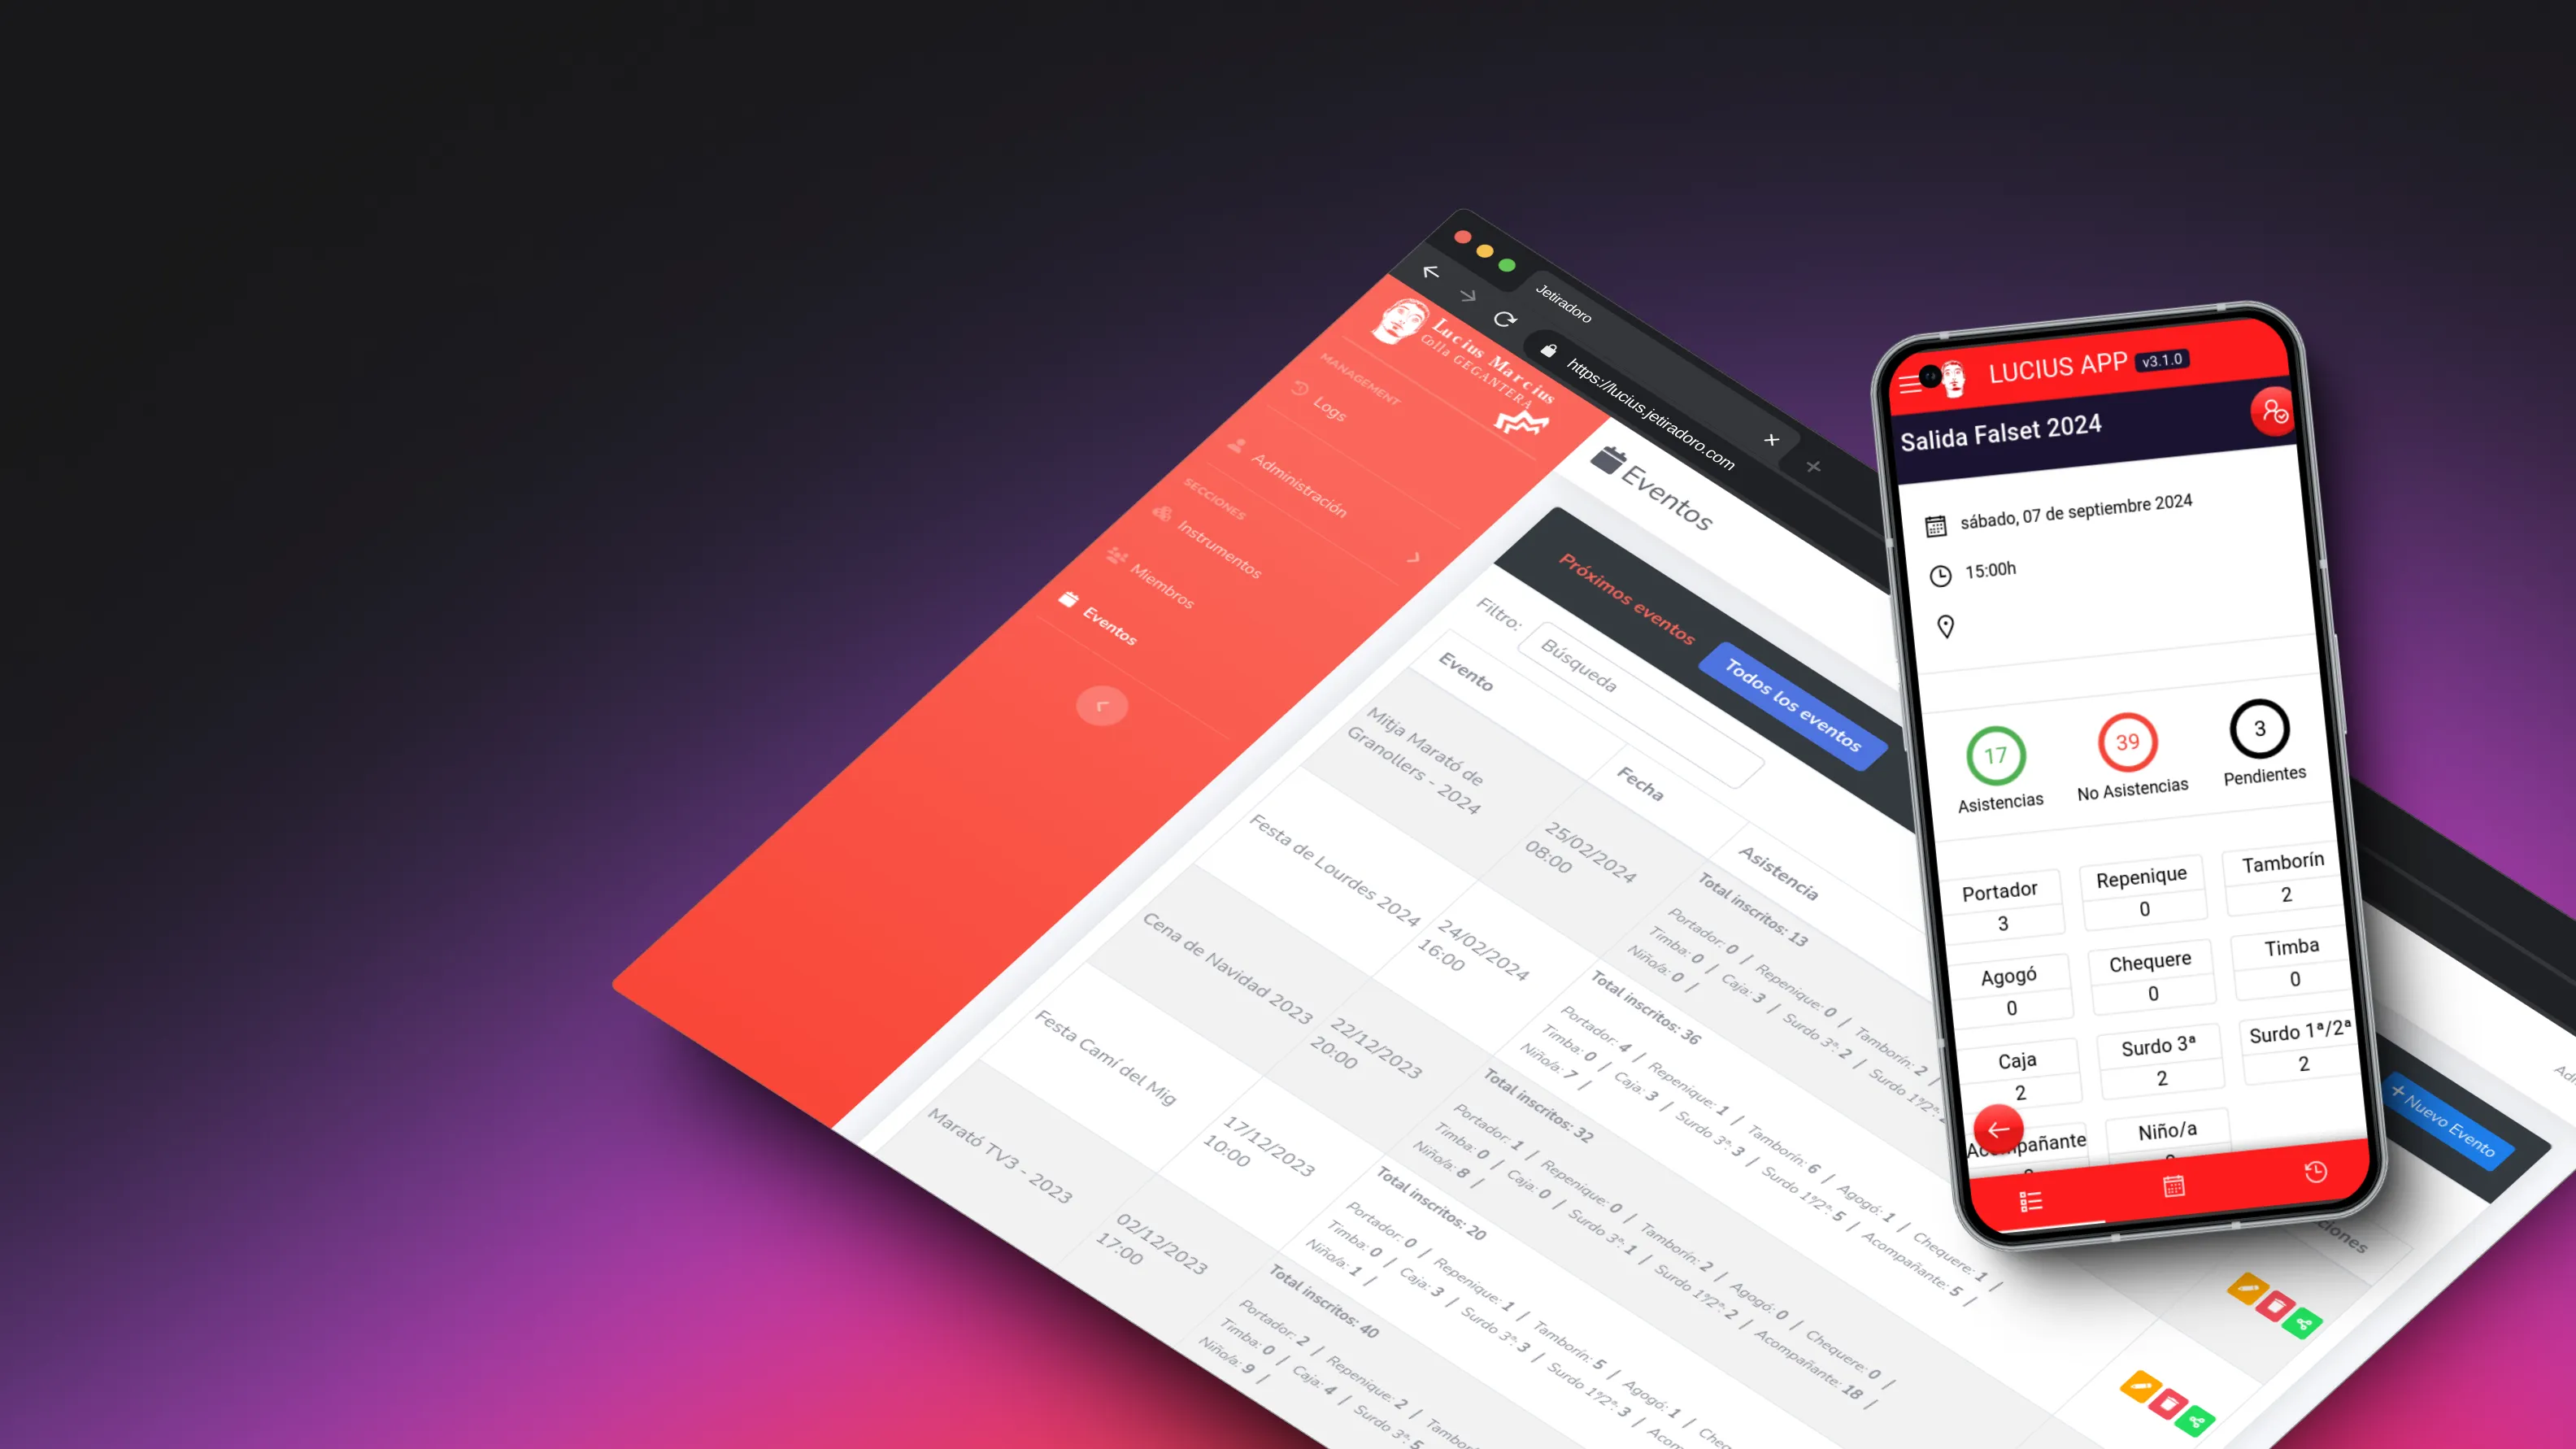 Jetiradoro
https://lucius.jetiradoro.com
Lucius Marcius
Colla GEGANTERA
MANAGEMENT
Logs
Administración
SECCIONES
Instrumentos
Miembros
Eventos
Eventos
Próximos eventos
Todos los eventos
Nuevo Evento
Filtro:
Búsqueda
Evento
Fecha
Asistencia
Mitja Marató de
Granollers - 2024
25/02/2024
08:00
Total inscritos: 13
Portador: 0 / Repenique: 0 / Tamborín: 2 /
Timba: 0 / Caja: 3 / Surdo 3ª: 2 / Surdo 1ª/2ª:
Niño/a: 0 /
Festa de Lourdes 2024
24/02/2024
16:00
Total inscritos: 36
Portador: 4 / Repenique: 1 / Tamborín: 6 / Agogó: 1 / Chequere: 1 /
Timba: 0 / Caja: 3 / Surdo 3ª: 3 / Surdo 1ª/2ª: 5 / Acompañante: 5 /
Niño/a: 7 /
Cena de Navidad 2023
22/12/2023
20:00
Total inscritos: 32
Portador: 1 / Repenique: 0 / Tamborín: 2 / Agogó: 0 / Chequere: 0 /
Timba: 0 / Caja: 0 / Surdo 3ª: 1 / Surdo 1ª/2ª: 2 / Acompañante: 18 /
Niño/a: 8 /
Festa Camí del Mig
17/12/2023
10:00
Total inscritos: 20
Portador: 0 / Repenique: 1 / Tamborín: 5 / Agogó: 1 / Cheq
Timba: 0 / Caja: 3 / Surdo 3ª: 3 / Surdo 1ª/2ª: 3 / Acom
Niño/a: 1 /
Marató TV3 - 2023
02/12/2023
17:00
Total inscritos: 40
Portador: 2 / Repenique: 2 / Tambor
Timba: 0 / Caja: 4 / Surdo 3ª: 5
Niño/a: 9 /
LUCIUS APP v3.1.0
Salida Falset 2024
sábado, 07 de septiembre 2024
15:00h
17
39
3
Asistencias
No Asistencias
Pendientes
Portador
Repenique
Tamborín
3
0
2
Agogó
Chequere
Timba
0
0
0
Caja
Surdo 3ª
Surdo 1ª/2ª
2
2
2
Niño/a